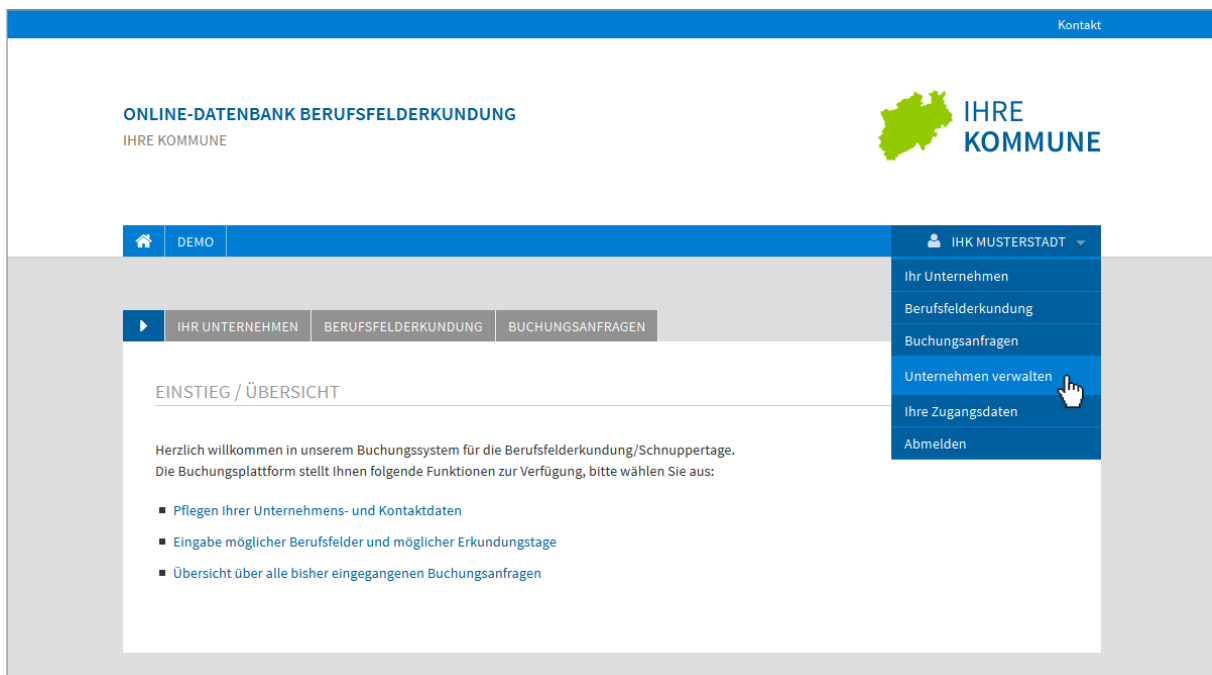 Kontakt
ONLINE-DATENBANK BERUFSFELDERKUNDUNG
IHRE KOMMUNE
IHRE
KOMMUNE
DEMO
IHK MUSTERSTADT
Ihr Unternehmen
Berufsfelderkundung
Buchungsanfragen
Unternehmen verwalten
Ihre Zugangsdaten
Abmelden
IHR UNTERNEHMEN BERUFSFELDERKUNDUNG BUCHUNGSANFRAGEN
EINSTIEG / ÜBERSICHT
Herzlich willkommen in unserem Buchungssystem für die Berufsfelderkundung/Schnuppertage.
Die Buchungsplattform stellt Ihnen folgende Funktionen zur Verfügung, bitte wählen Sie aus:
Pflegen Ihrer Unternehmens- und Kontaktdaten
Eingabe möglicher Berufsfelder und möglicher Erkundungstage
Übersicht über alle bisher eingegangenen Buchungsanfragen